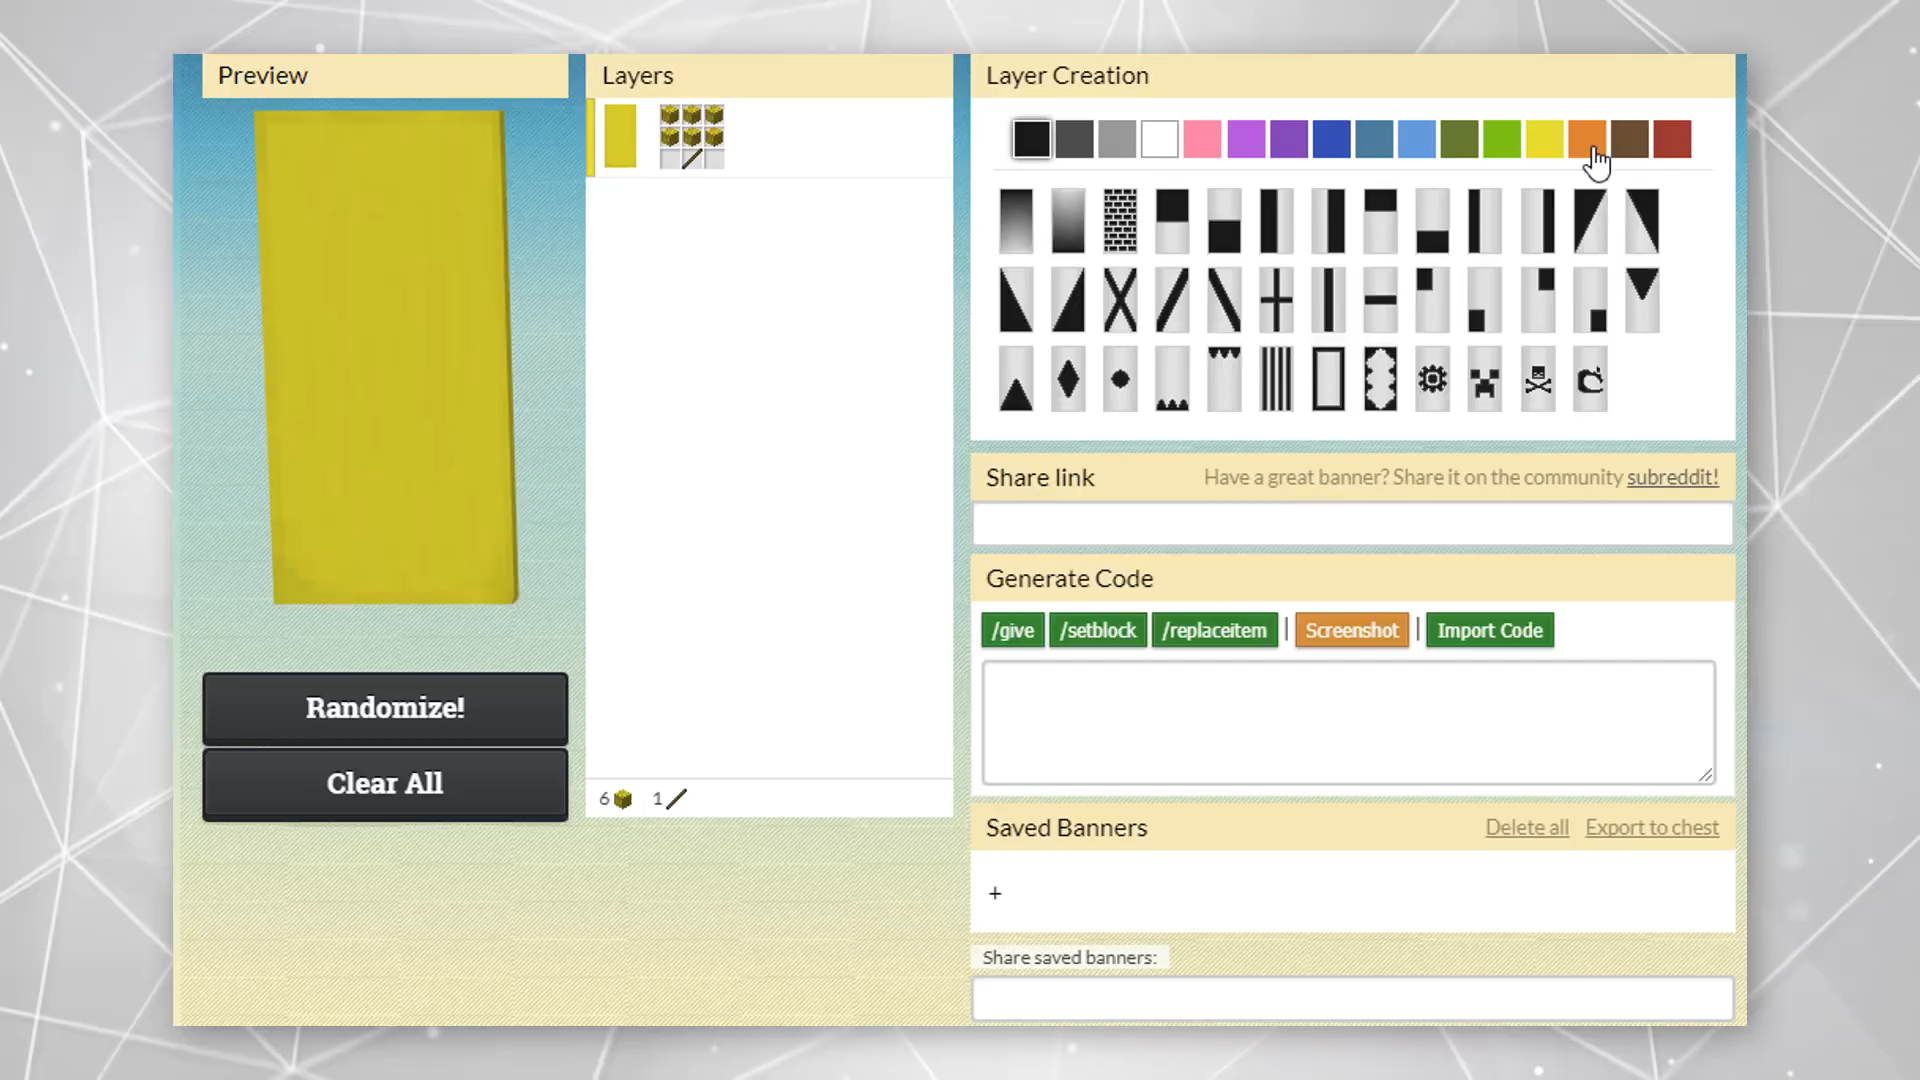 Preview
Layers
Layer Creation
Share link
Have a great banner? Share it on the community subreddit!
Generate Code
/give
/setblock
/replaceitem
|
Screenshot
|
Import Code
Randomize!
Clear All
6
1
Saved Banners
Delete all
Export to chest
+
Share saved banners: